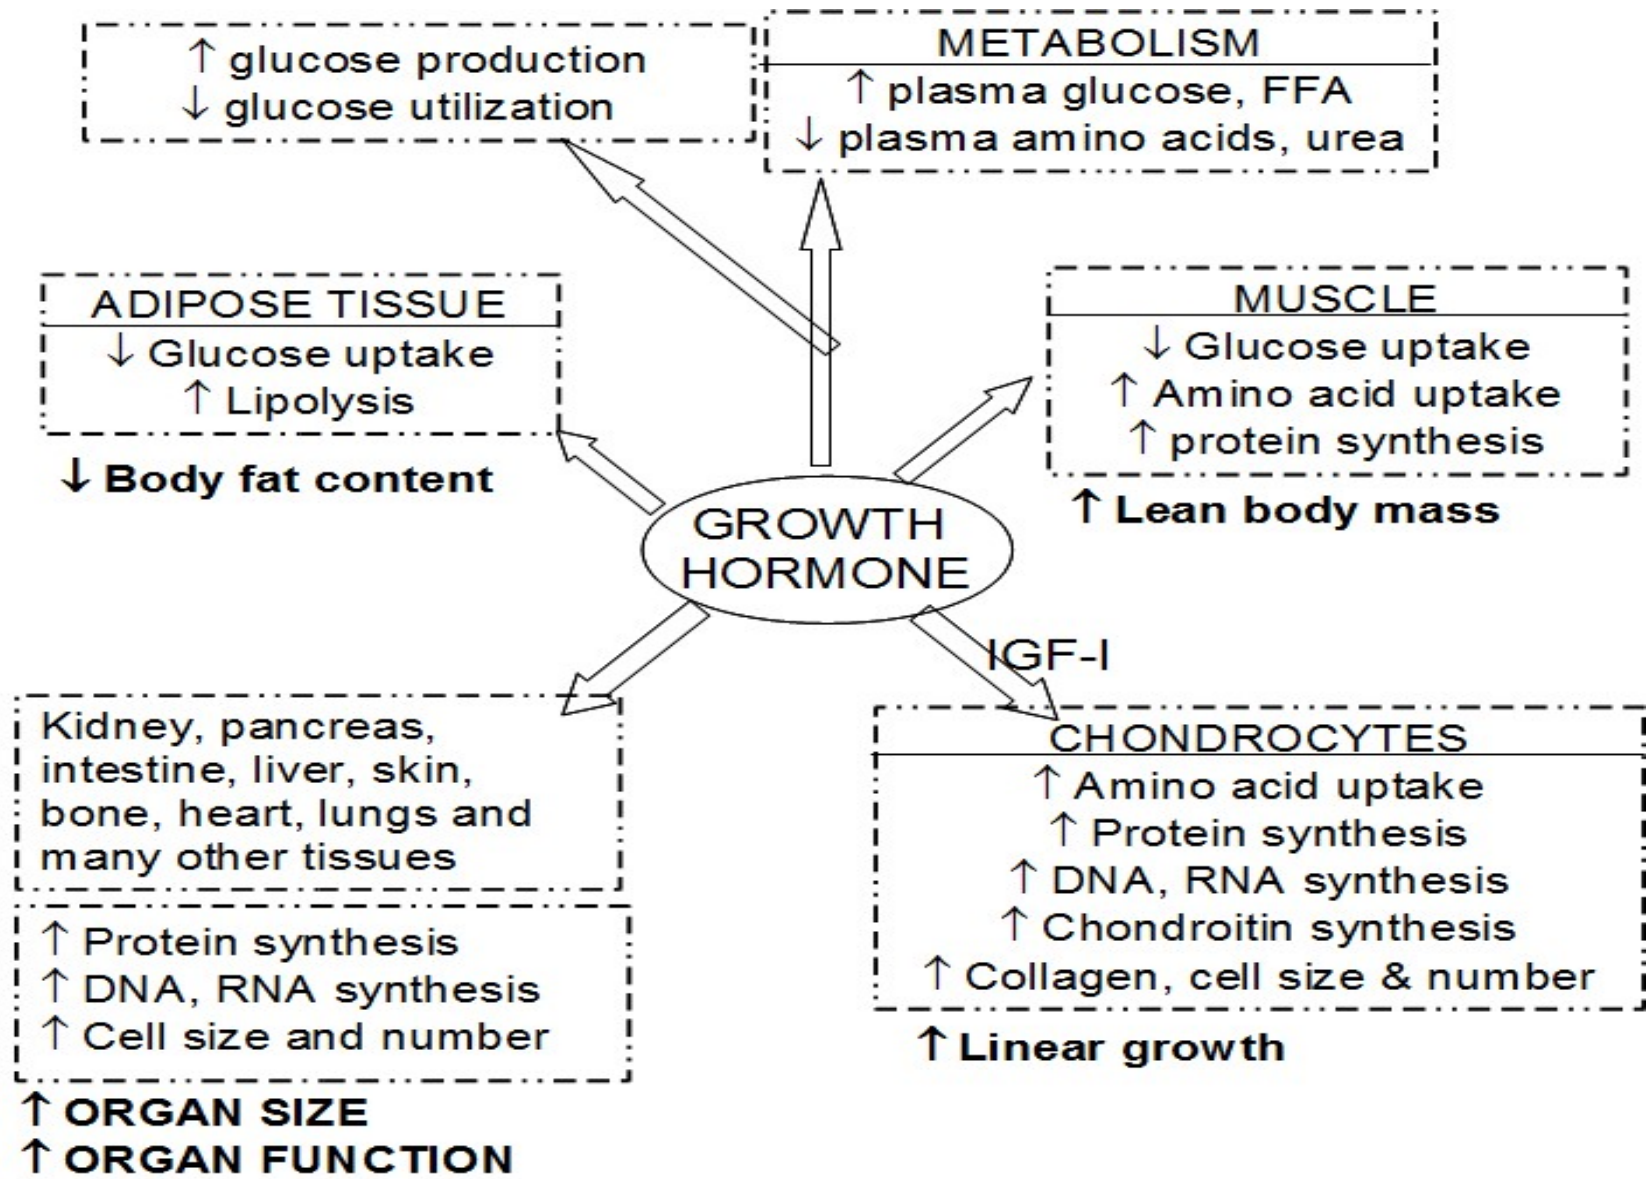 ↑ glucose production
↓ glucose utilization
METABOLISM
↑ plasma glucose, FFA
↓ plasma amino acids, urea
ADIPOSE TISSUE
↓ Glucose uptake
↑ Lipolysis
↓ Body fat content
MUSCLE
↓ Glucose uptake
↑ Amino acid uptake
↑ protein synthesis
↑ Lean body mass
GROWTH
HORMONE
IGF-I
Kidney, pancreas,
intestine, liver, skin,
bone, heart, lungs and
many other tissues
↑ Protein synthesis
↑ DNA, RNA synthesis
↑ Cell size and number
↑ ORGAN SIZE
↑ ORGAN FUNCTION
CHONDROCYTES
↑ Amino acid uptake
↑ Protein synthesis
↑ DNA, RNA synthesis
↑ Chondroitin synthesis
↑ Collagen, cell size & number
↑ Linear growth